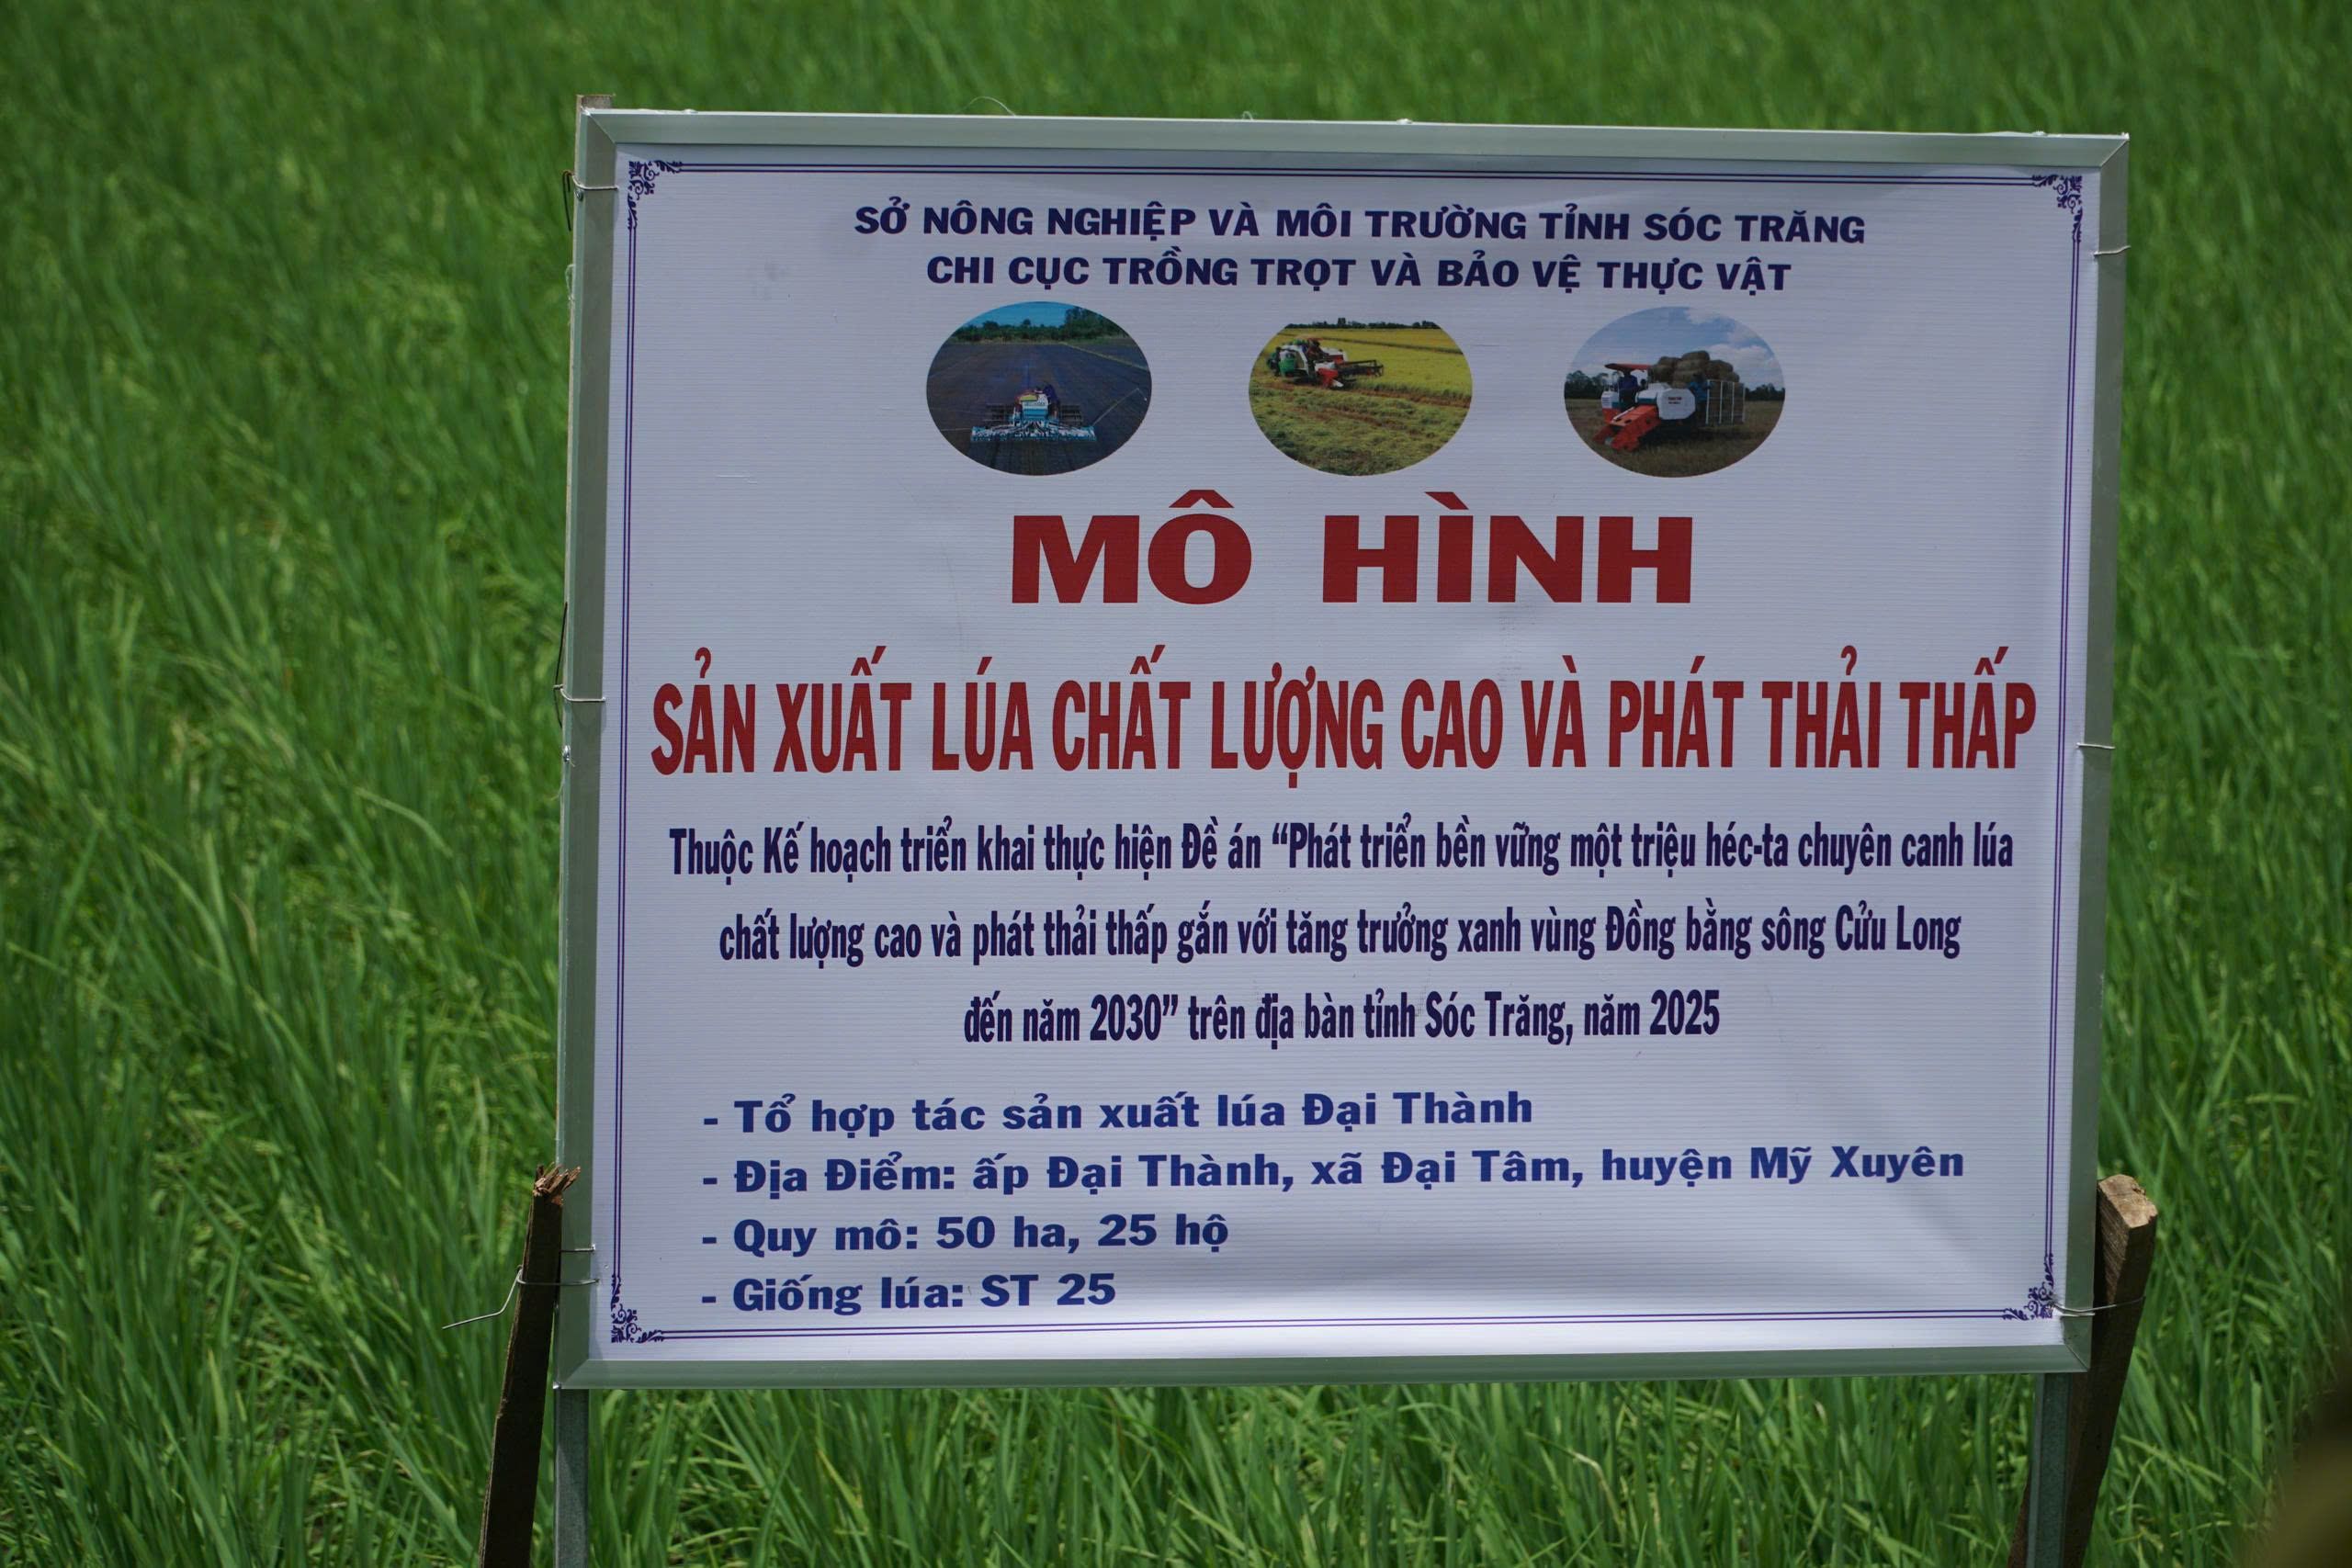 SỞ NÔNG NGHIỆP VÀ MÔI TRƯỜNG TỈNH SÓC TRĂNG
CHI CỤC TRỒNG TRỌT VÀ BẢO VỆ THỰC VẬT
MÔ HÌNH
SẢN XUẤT LÚA CHẤT LƯỢNG CAO VÀ PHÁT THẢI THẤP
Thuộc Kế hoạch triển khai thực hiện Đề án “Phát triển bền vững một triệu héc-ta chuyên canh lúa
chất lượng cao và phát thải thấp gắn với tăng trưởng xanh vùng Đồng bằng sông Cửu Long
đến năm 2030” trên địa bàn tỉnh Sóc Trăng, năm 2025
- Tổ hợp tác sản xuất lúa Đại Thành
- Địa Điểm: ấp Đại Thành, xã Đại Tâm, huyện Mỹ Xuyên
- Quy mô: 50 ha, 25 hộ
- Giống lúa: ST 25